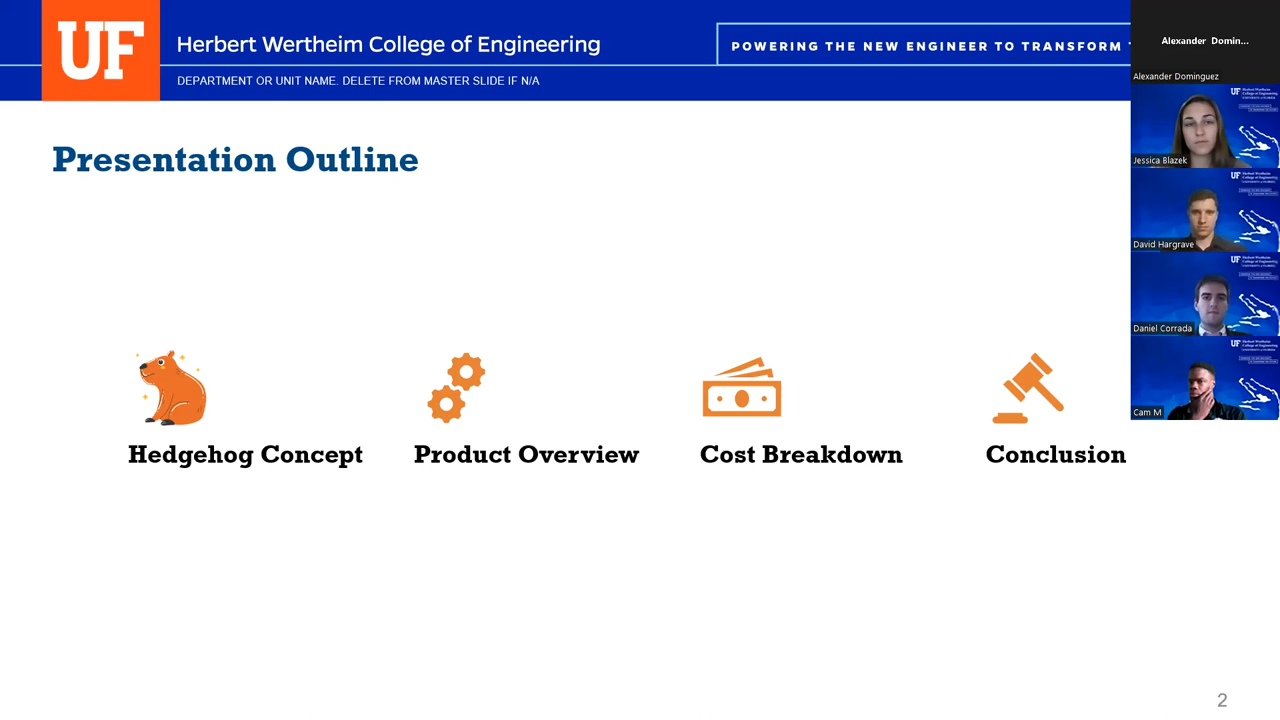 UF
Herbert Wertheim College of Engineering
POWERING THE NEW ENGINEER TO TRANSFORM
DEPARTMENT OR UNIT NAME. DELETE FROM MASTER SLIDE IF N/A
Alexander Domin...
Alexander Dominguez
Jessica Blazek
David Hargrave
Daniel Corrada
Cam M
Presentation Outline
Hedgehog Concept
Product Overview
Cost Breakdown
Conclusion
2